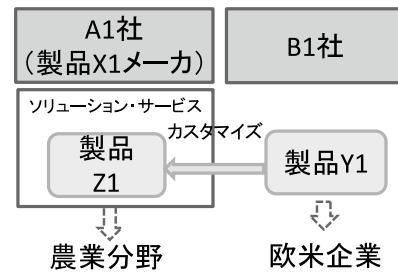 A1社
(製品X1メーカ)
B1社
ソリューション・サービス
カスタマイズ
製品
Z1
製品Y1
農業分野
欧米企業